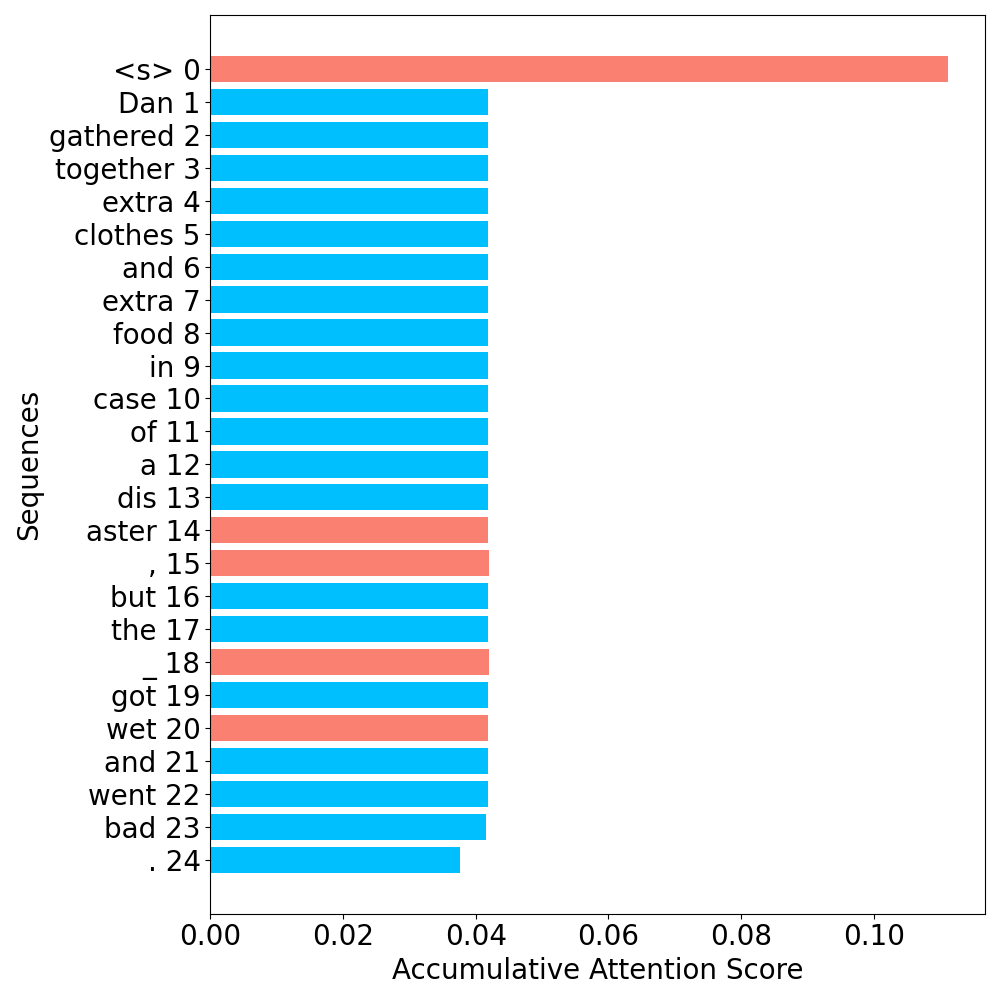 <s> 0
Dan 1
gathered 2
together 3
extra 4
clothes 5
and 6
extra 7
food 8
in 9
case 10
of 11
a 12
dis 13
aster 14
, 15
but 16
the 17
_ 18
got 19
wet 20
and 21
went 22
bad 23
. 24
Sequences
0.00 0.02 0.04 0.06 0.08 0.10
Accumulative Attention Score